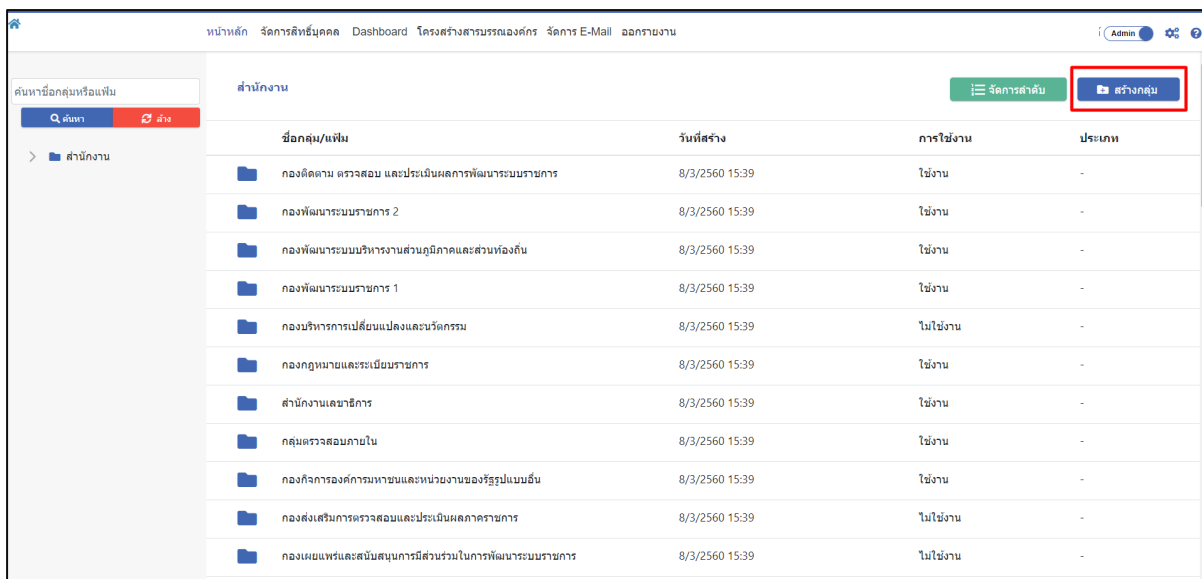 หน้าหลัก จัดการสิทธิ์บุคคล Dashboard โครงสร้างสารบรรณองค์กร จัดการ E-Mail ออกรายงาน Admin
ค้นหาชื่อกลุ่มหรือแฟ้ม
ค้นหา ล้าง
สำนักงาน
สำนักงาน จัดการลำดับ สร้างกลุ่ม
ชื่อกลุ่ม/แฟ้ม วันที่สร้าง การใช้งาน ประเภท
กองติดตาม ตรวจสอบ และประเมินผลการพัฒนาระบบราชการ 8/3/2560 15:39 ใช้งาน -
กองพัฒนาระบบราชการ 2 8/3/2560 15:39 ใช้งาน -
กองพัฒนาระบบบริหารงานส่วนภูมิภาคและส่วนท้องถิ่น 8/3/2560 15:39 ใช้งาน -
กองพัฒนาระบบราชการ 1 8/3/2560 15:39 ใช้งาน -
กองบริหารการเปลี่ยนแปลงและนวัตกรรม 8/3/2560 15:39 ไม่ใช้งาน -
กองกฎหมายและระเบียบราชการ 8/3/2560 15:39 ใช้งาน -
สำนักงานเลขาธิการ 8/3/2560 15:39 ใช้งาน -
กลุ่มตรวจสอบภายใน 8/3/2560 15:39 ใช้งาน -
กองกิจการองค์การมหาชนและหน่วยงานของรัฐรูปแบบอื่น 8/3/2560 15:39 ใช้งาน -
กองส่งเสริมการตรวจสอบและประเมินผลภาคราชการ 8/3/2560 15:39 ไม่ใช้งาน -
กองเผยแพร่และสนับสนุนการมีส่วนร่วมในการพัฒนาระบบราชการ 8/3/2560 15:39 ไม่ใช้งาน -